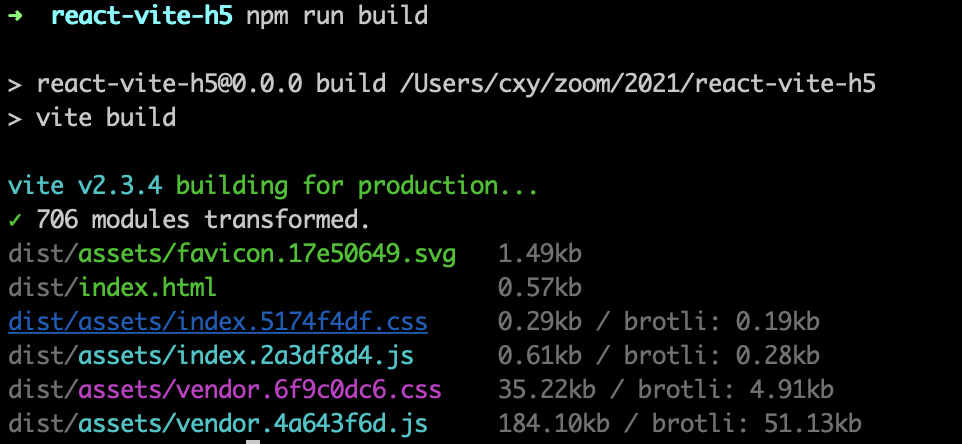 ➜  react-vite-h5 npm run build
> react-vite-h5@0.0.0 build /Users/cxy/zoom/2021/react-vite-h5
> vite build
vite v2.3.4 building for production...
✓ 706 modules transformed.
dist/assets/favicon.17e50649.svg   1.49kb
dist/index.html                    0.57kb
dist/assets/index.5174f4df.css     0.29kb / brotli: 0.19kb
dist/assets/index.2a3df8d4.js      0.61kb / brotli: 0.28kb
dist/assets/vendor.6f9c0dc6.css    35.22kb / brotli: 4.91kb
dist/assets/vendor.4a643f6d.js     184.10kb / brotli: 51.13kb